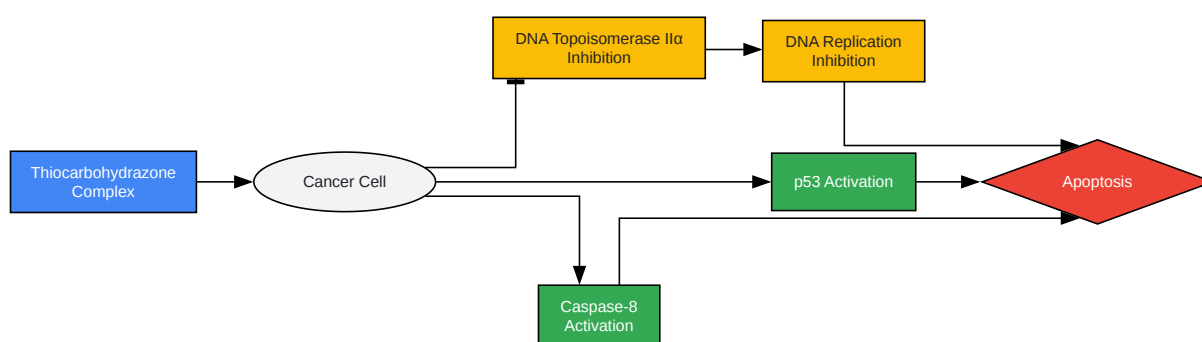 Thiocarbohydrazone
Complex
Cancer Cell
DNA Topoisomerase IIα
Inhibition
DNA Replication
Inhibition
p53 Activation
Caspase-8
Activation
Apoptosis